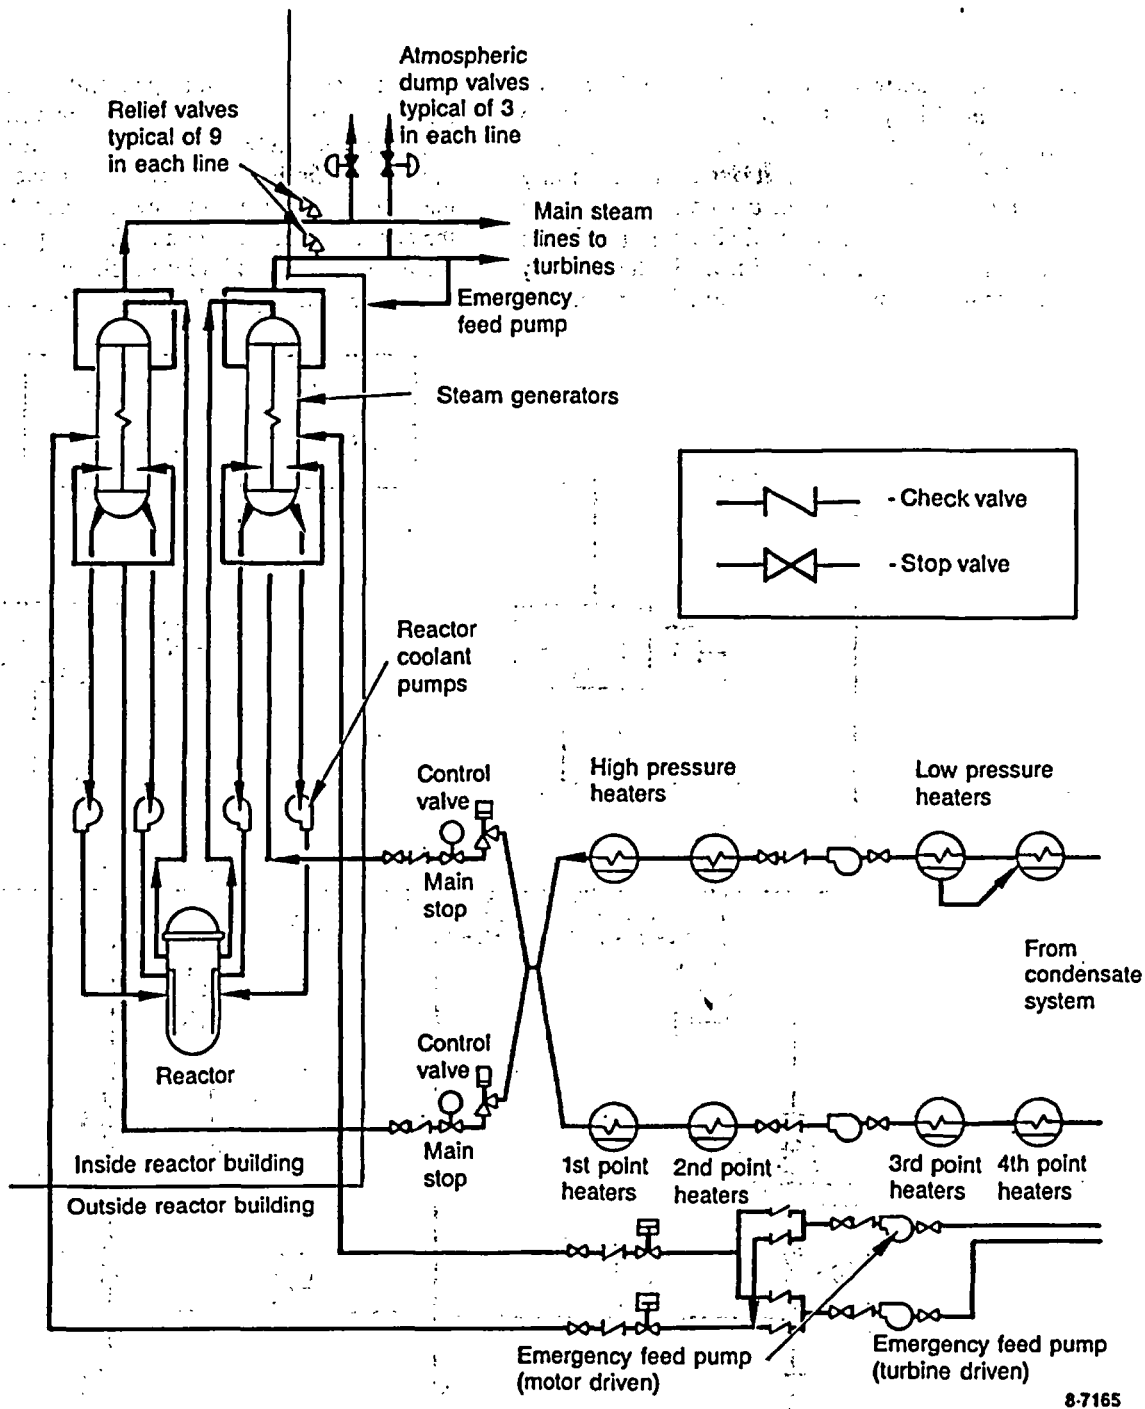 Atmospheric
dump valves
typical of 3
in each line
Relief valves
typical of 9
in each line
Main steam
lines to
turbines
Emergency
feed pump
Steam generators
- Check valve
- Stop valve
Reactor
coolant
pumps
Control
valve
High pressure
heaters
Low pressure
heaters
Main
stop
From
condensate
system
Control
valve
Reactor
Main
stop
Inside reactor building
Outside reactor building
1st point
heaters
2nd point
heaters
3rd point
heaters
4th point
heaters
Emergency feed pump
(motor driven)
Emergency feed pump
(turbine driven)
8-7165